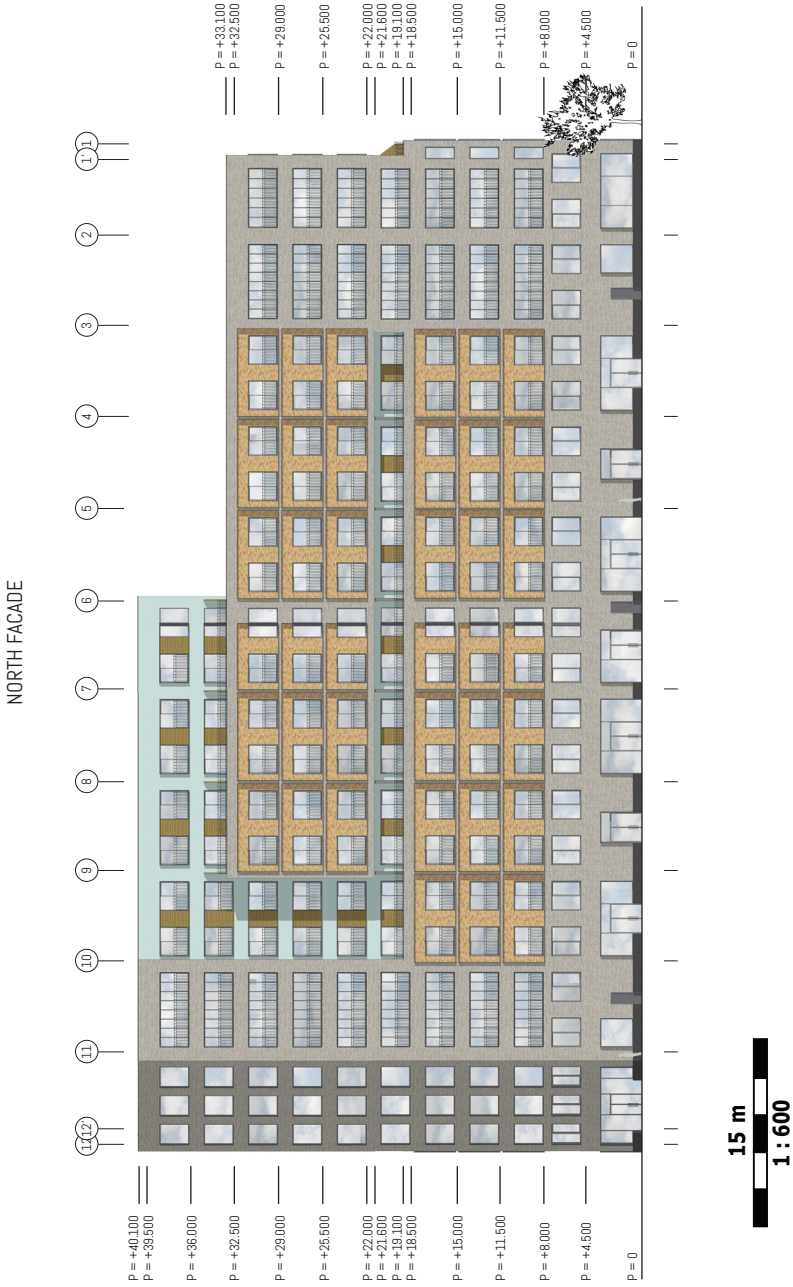 NORTH FACADE
12
12'
11
10
9
8
7
6
5
4
3
2
1'
1
P = +40.100
P = +39.500
P = +36.000
P = +32.500
P = +29.000
P = +25.500
P = +22.000
P = +21.600
P = +19.100
P = +18.500
P = +15.000
P = +11.500
P = +8.000
P = +4.500
P = 0
P = +33.100
P = +32.500
P = +29.000
P = +25.500
P = +22.000
P = +21.600
P = +19.100
P = +18.500
P = +15.000
P = +11.500
P = +8.000
P = +4.500
P = 0
15 m
1 : 600